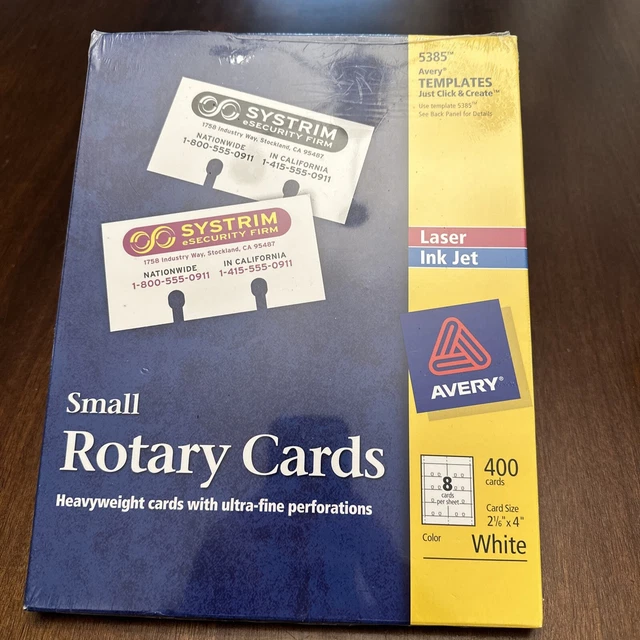 5385™
Avery®
TEMPLATES
Just Click & Create™
Use template 5385™
See Back Panel for Details
SYSTRIM
eSECURITY FIRM
1758 Industry Way, Stockland, CA 95487
NATIONWIDE
1-800-555-0911
IN CALIFORNIA
1-415-555-0911
SYSTRIM
eSECURITY FIRM
1758 Industry Way, Stockland, CA 95487
NATIONWIDE
1-800-555-0911
IN CALIFORNIA
1-415-555-0911
Laser
Ink Jet
AVERY®
Small
Rotary Cards
Heavyweight cards with ultra-fine perforations
8
cards
per sheet
400
cards
Card Size
2⅙" x 4"
Color
White